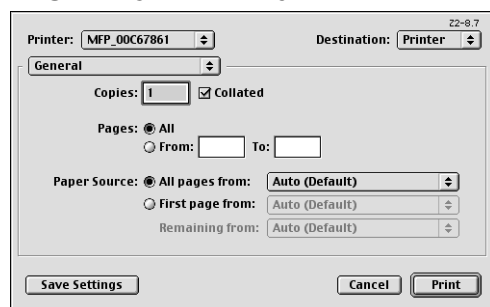 Z2-8.7
Printer: MFP_00C67861 Destination: Printer
General
Copies: 1 Collated
Pages: All
From: To:
Paper Source: All pages from: Auto (Default)
First page from: Auto (Default)
Remaining from: Auto (Default)
Save Settings Cancel Print